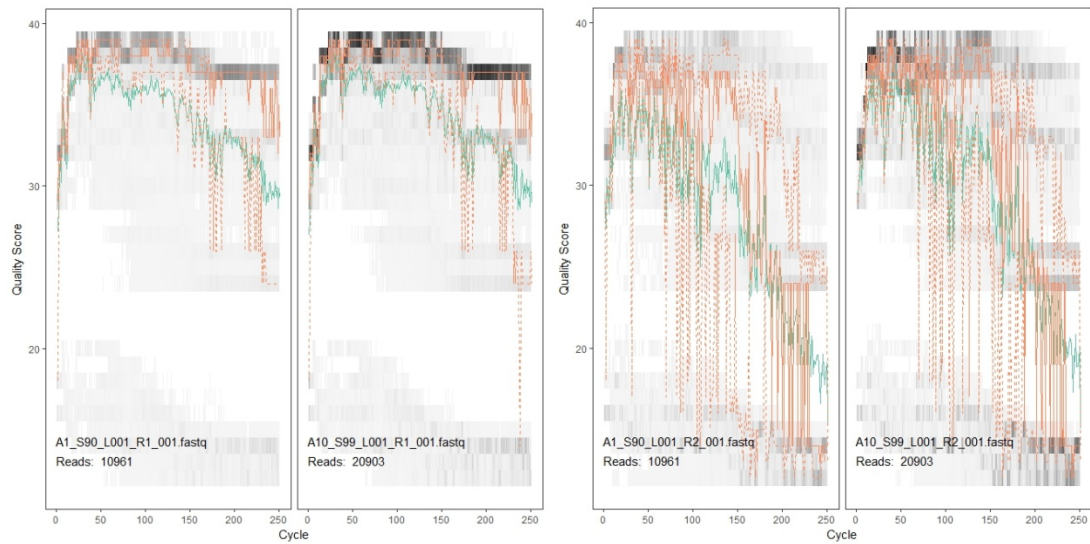 40
40
30
30
20
20
Quality Score
Quality Score
A1_S90_L001_R1_001.fastq
Reads: 10961
A10_S99_L001_R1_001.fastq
Reads: 20903
A1_S90_L001_R2_001.fastq
Reads: 10961
A10_S99_L001_R2_001.fastq
Reads: 20903
0 50 100 150 200 250 0 50 100 150 200 250
0 50 100 150 200 250 0 50 100 150 200 250
Cycle
Cycle